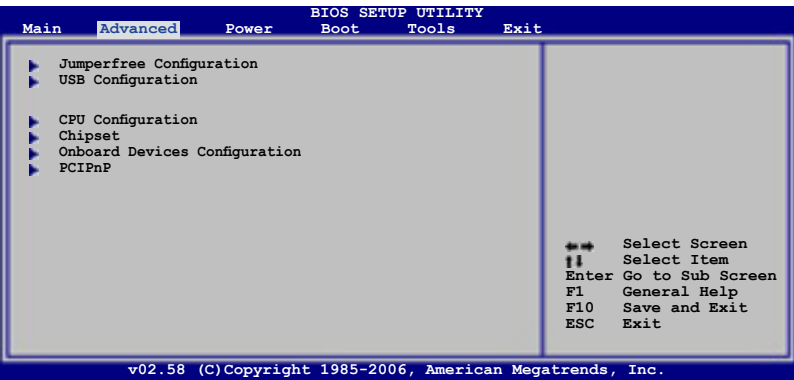 BIOS SETUP UTILITY
Main Advanced Power Boot Tools Exit
Jumperfree Configuration
USB Configuration
CPU Configuration
Chipset
Onboard Devices Configuration
PCIPnP
Select Screen
Select Item
Enter Go to Sub Screen
F1 General Help
F10 Save and Exit
ESC Exit
v02.58 (C)Copyright 1985-2006, American Megatrends, Inc.